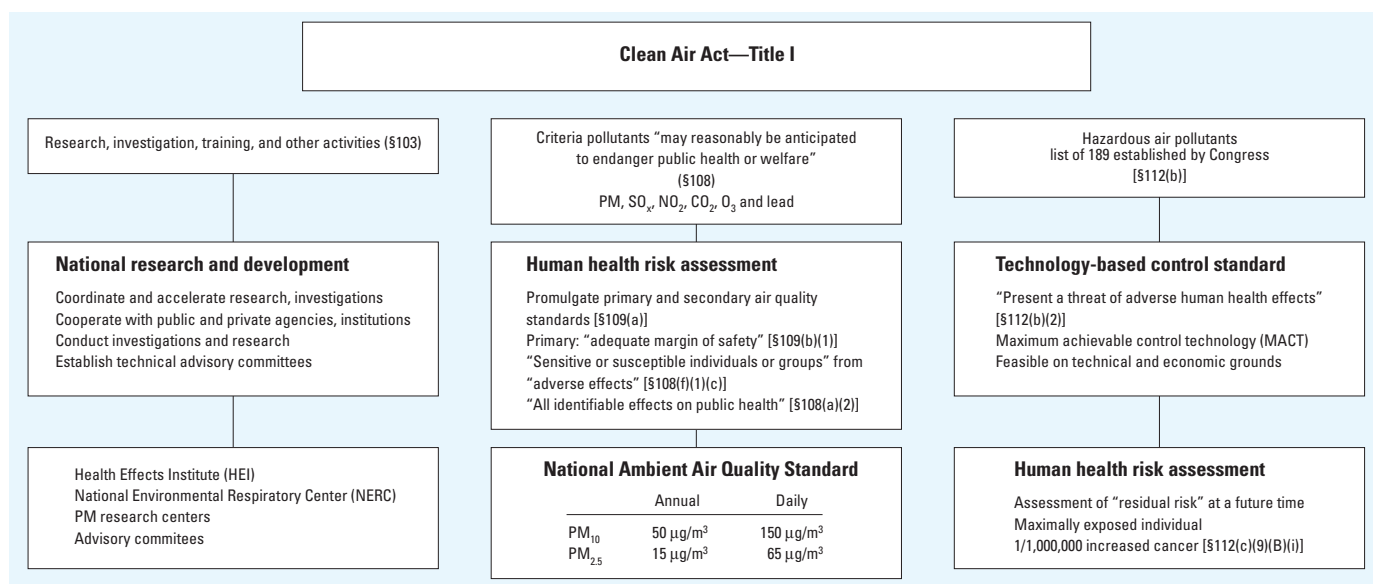 Clean Air Act—Title I
Research, investigation, training, and other activities (§103)
National research and development
Coordinate and accelerate research, investigations
Cooperate with public and private agencies, institutions
Conduct investigations and research
Establish technical advisory committees
Health Effects Institute (HEI)
National Environmental Respiratory Center (NERC)
PM research centers
Advisory commitees
Criteria pollutants “may reasonably be anticipated
to endanger public health or welfare”
(§108)
PM, SOₓ, NO₂, CO₂, O₃ and lead
Human health risk assessment
Promulgate primary and secondary air quality
standards [§109(a)]
Primary: “adequate margin of safety” [§109(b)(1)]
“Sensitive or susceptible individuals or groups” from
“adverse effects” [§108(f)(1)(c)]
“All identifiable effects on public health” [§108(a)(2)]
National Ambient Air Quality Standard
Annual Daily
PM₁₀ 50 µg/m³ 150 µg/m³
PM₂.₅ 15 µg/m³ 65 µg/m³
Hazardous air pollutants
list of 189 established by Congress
[§112(b)]
Technology-based control standard
“Present a threat of adverse human health effects”
[§112(b)(2)]
Maximum achievable control technology (MACT)
Feasible on technical and economic grounds
Human health risk assessment
Assessment of “residual risk” at a future time
Maximally exposed individual
1/1,000,000 increased cancer [§112(c)(9)(B)(i)]